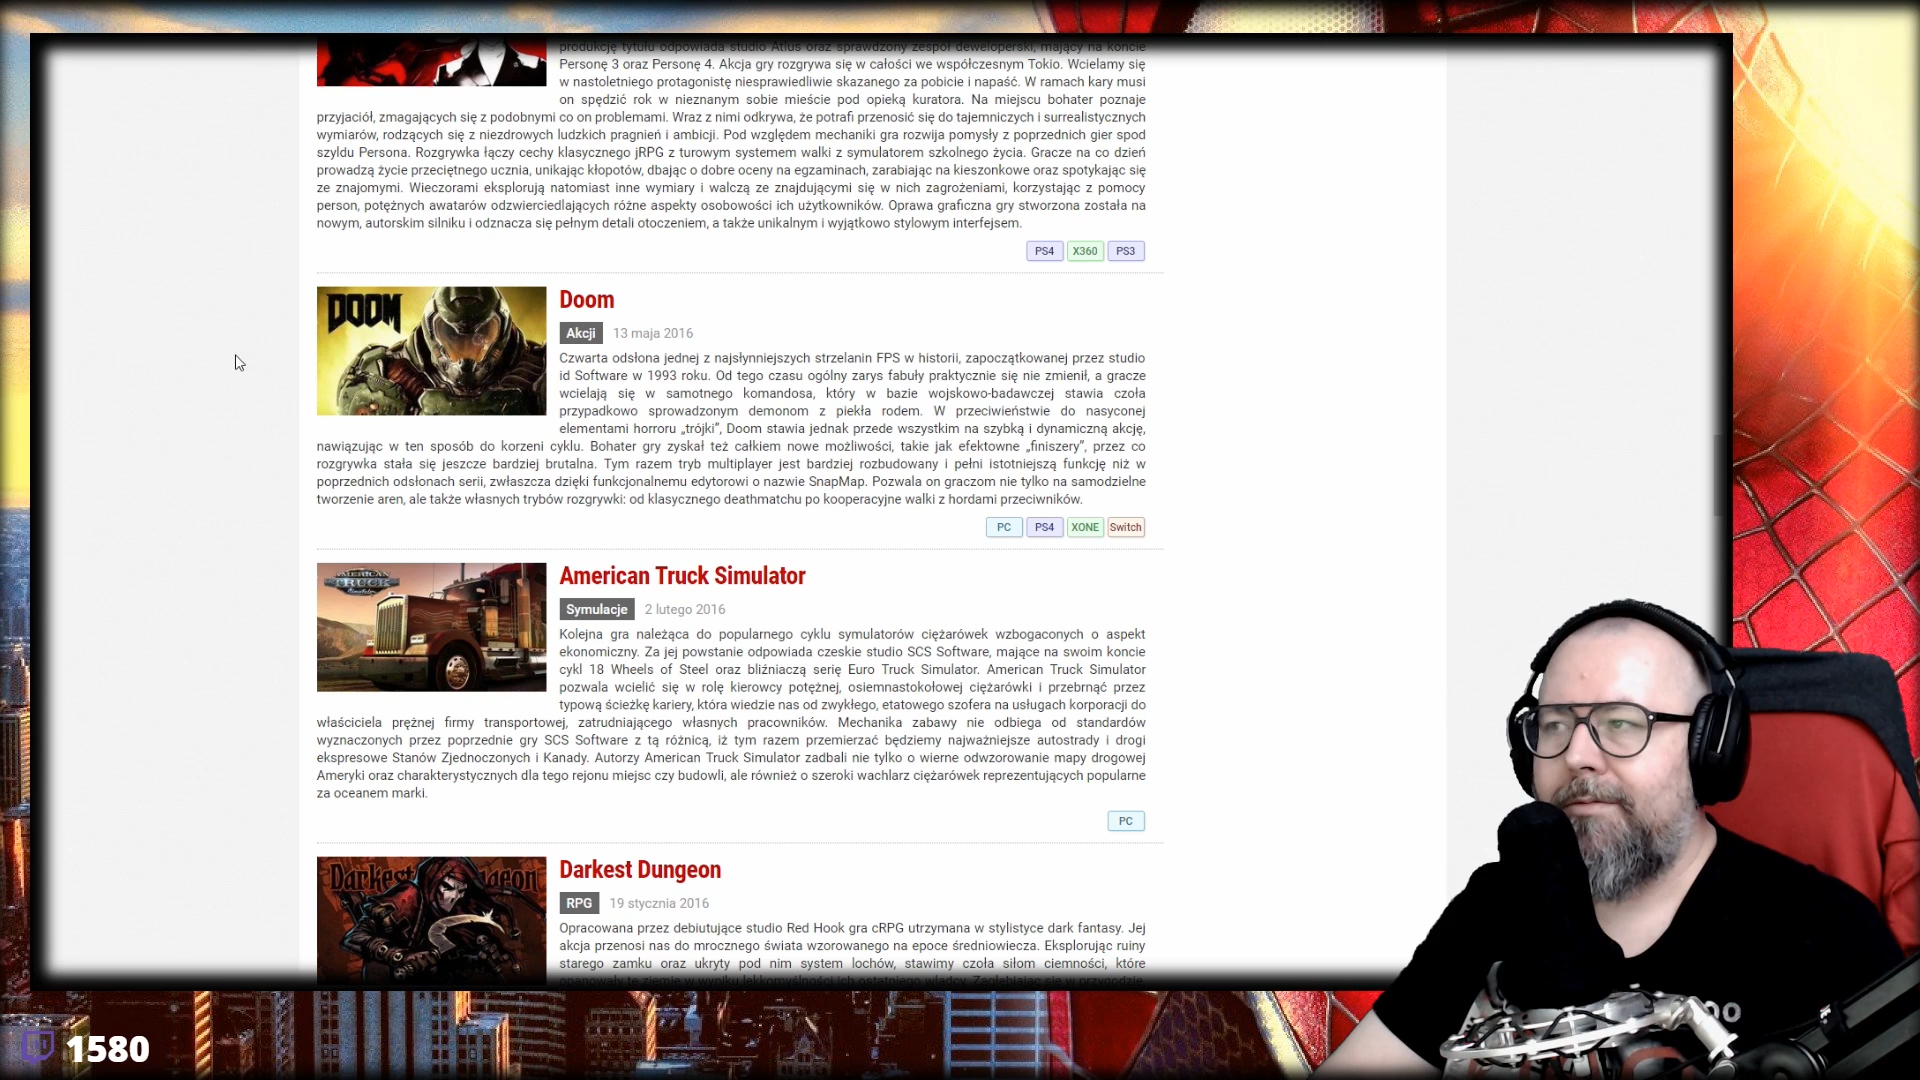 produkcję tytułu odpowiada studio Atlus oraz sprawdzony zespół deweloperski, mający na koncie
Personę 3 oraz Personę 4. Akcja gry rozgrywa się w całości we współczesnym Tokio. Wcielamy się
w nastoletniego protagonistę niesprawiedliwie skazanego za pobicie i napaść. W ramach kary musi
on spędzić rok w nieznanym sobie mieście pod opieką kuratora. Na miejscu bohater poznaje
przyjaciół, zmagających się z podobnymi co on problemami. Wraz z nimi odkrywa, że potrafi przenosić się do tajemniczych i surrealistycznych
wymiarów, rodzących się z niezdrowych ludzkich pragnień i ambicji. Pod względem mechaniki gra rozwija pomysły z poprzednich gier spod
szyldu Persona. Rozgrywka łączy cechy klasycznego jRPG z turowym systemem walki z symulatorem szkolnego życia. Gracze na co dzień
prowadzą życie przeciętnego ucznia, unikając kłopotów, dbając o dobre oceny na egzaminach, zarabiając na kieszonkowe oraz spotykając się
ze znajomymi. Wieczorami eksplorują natomiast inne wymiary i walczą ze znajdującymi się w nich zagrożeniami, korzystając z pomocy
person, potężnych awatarów odzwierciedlających różne aspekty osobowości ich użytkowników. Oprawa graficzna gry stworzona została na
nowym, autorskim silniku i odznacza się pełnym detali otoczeniem, a także unikalnym i wyjątkowo stylowym interfejsem.
PS4 X360 PS3
DOOM
Doom
Akcji 13 maja 2016
Czwarta odsłona jednej z najsłynniejszych strzelanin FPS w historii, zapoczątkowanej przez studio
id Software w 1993 roku. Od tego czasu ogólny zarys fabuły praktycznie się nie zmienił, a gracze
wcielają się w samotnego komandosa, który w bazie wojskowo-badawczej stawia czoła
przypadkowo sprowadzonym demonom z piekła rodem. W przeciwieństwie do nasyconej
elementami horroru „trójki”, Doom stawia jednak przede wszystkim na szybką i dynamiczną akcję,
nawiązując w ten sposób do korzeni cyklu. Bohater gry zyskał też całkiem nowe możliwości, takie jak efektowne „finiszery”, przez co
rozgrywka stała się jeszcze bardziej brutalna. Tym razem tryb multiplayer jest bardziej rozbudowany i pełni istotniejszą funkcję niż w
poprzednich odsłonach serii, zwłaszcza dzięki funkcjonalnemu edytorowi o nazwie SnapMap. Pozwala on graczom nie tylko na samodzielne
tworzenie aren, ale także własnych trybów rozgrywki: od klasycznego deathmatchu po kooperacyjne walki z hordami przeciwników.
PC PS4 XONE Switch
AMERICAN
TRUCK
Simulator
American Truck Simulator
Symulacje 2 lutego 2016
Kolejna gra należąca do popularnego cyklu symulatorów ciężarówek wzbogaconych o aspekt
ekonomiczny. Za jej powstanie odpowiada czeskie studio SCS Software, mające na swoim koncie
cykl 18 Wheels of Steel oraz bliźniaczą serię Euro Truck Simulator. American Truck Simulator
pozwala wcielić się w rolę kierowcy potężnej, osiemnastokołowej ciężarówki i przebrnąć przez
typową ścieżkę kariery, która wiedzie nas od zwykłego, etatowego szofera na usługach korporacji do
właściciela prężnej firmy transportowej, zatrudniającego własnych pracowników. Mechanika zabawy nie odbiega od standardów
wyznaczonych przez poprzednie gry SCS Software z tą różnicą, iż tym razem przemierzać będziemy najważniejsze autostrady i drogi
ekspresowe Stanów Zjednoczonych i Kanady. Autorzy American Truck Simulator zadbali nie tylko o wierne odwzorowanie mapy drogowej
Ameryki oraz charakterystycznych dla tego rejonu miejsc czy budowli, ale również o szeroki wachlarz ciężarówek reprezentujących popularne
za oceanem marki.
PC
Darkest Dungeon
RPG 19 stycznia 2016
Opracowana przez debiutujące studio Red Hook gra cRPG utrzymana w stylistyce dark fantasy. Jej
akcja przenosi nas do mrocznego świata wzorowanego na epoce średniowiecza. Eksplorując ruiny
starego zamku oraz ukryty pod nim system lochów, stawimy czoła siłom ciemności, które
1580